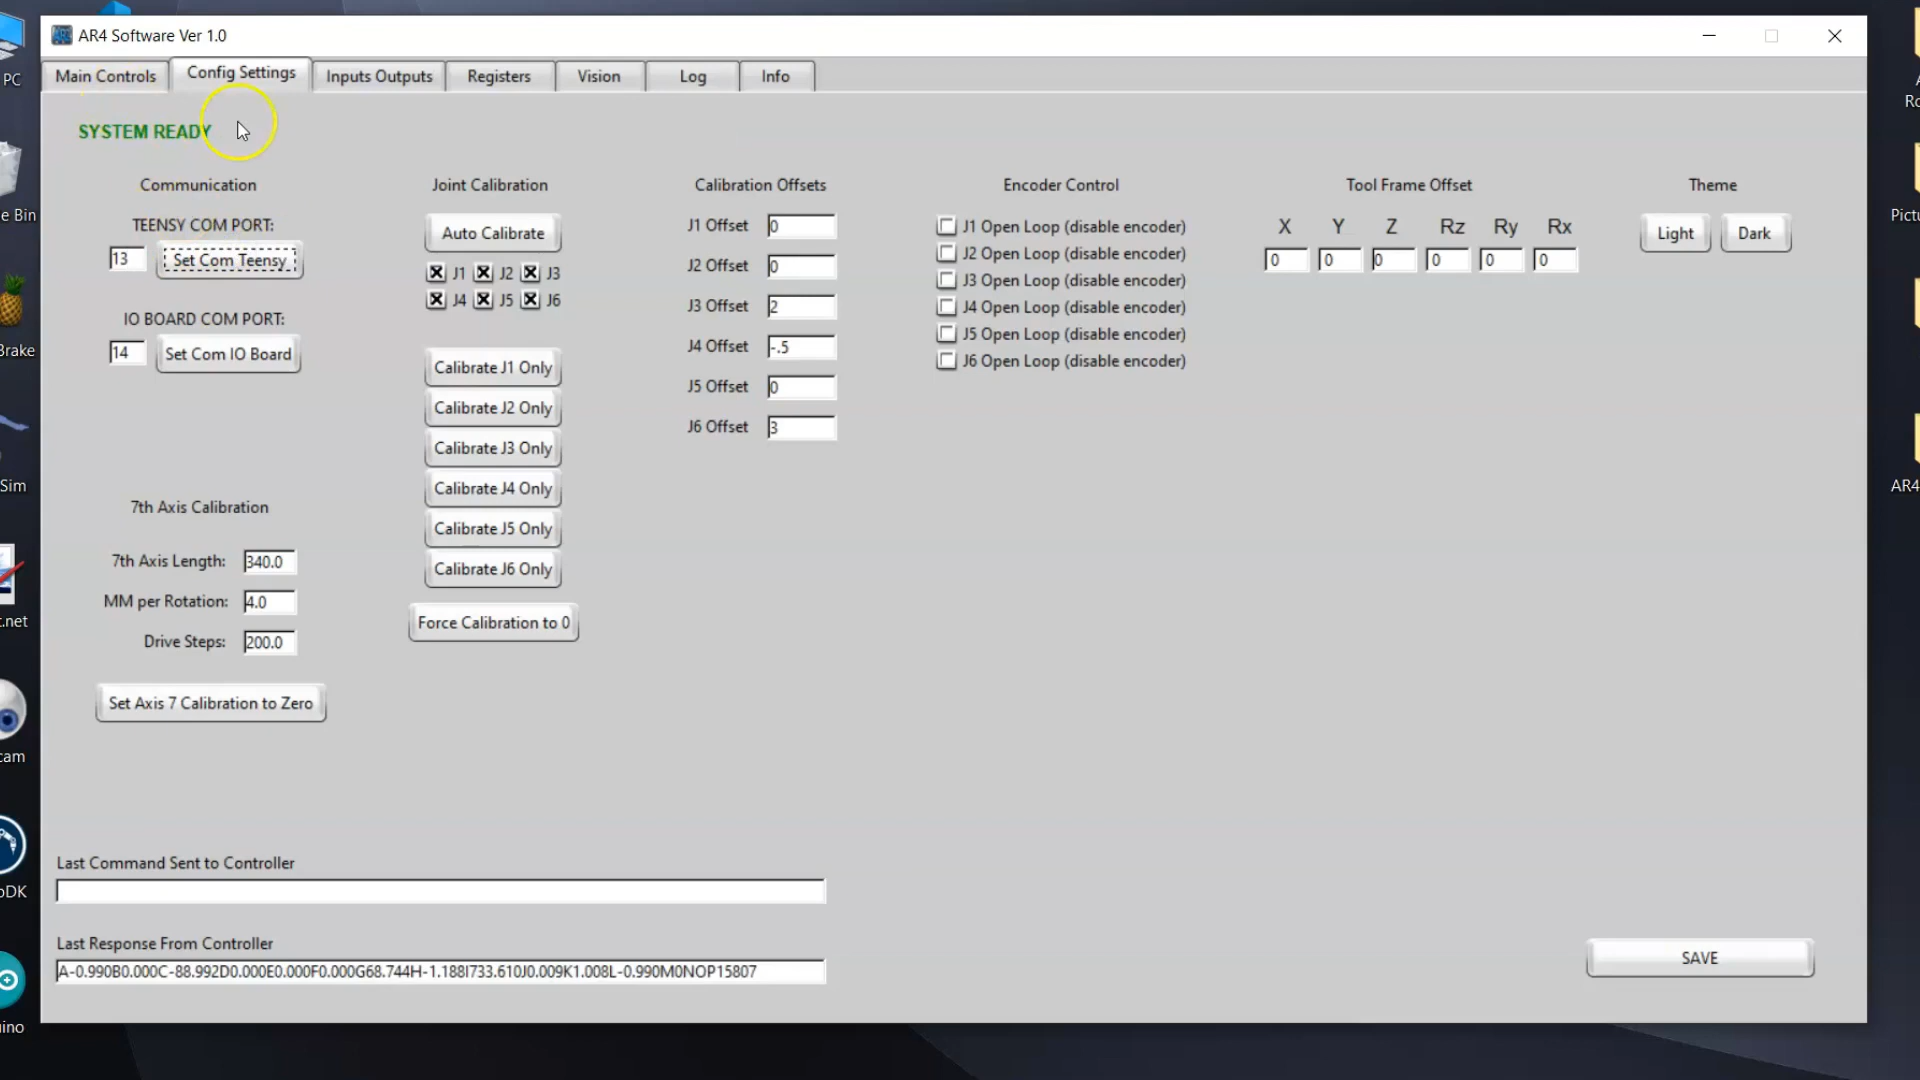 AR4 Software Ver 1.0
Main Controls
Config Settings
Inputs Outputs
Registers
Vision
Log
Info
SYSTEM READY
Communication
TEENSY COM PORT:
13
Set Com Teensy
IO BOARD COM PORT:
14
Set Com IO Board
7th Axis Calibration
7th Axis Length: 340.0
MM per Rotation: 4.0
Drive Steps: 200.0
Set Axis 7 Calibration to Zero
Joint Calibration
Auto Calibrate
J1 J2 J3
J4 J5 J6
Calibrate J1 Only
Calibrate J2 Only
Calibrate J3 Only
Calibrate J4 Only
Calibrate J5 Only
Calibrate J6 Only
Force Calibration to 0
Calibration Offsets
J1 Offset 0
J2 Offset 0
J3 Offset 2
J4 Offset -.5
J5 Offset 0
J6 Offset 3
Encoder Control
J1 Open Loop (disable encoder)
J2 Open Loop (disable encoder)
J3 Open Loop (disable encoder)
J4 Open Loop (disable encoder)
J5 Open Loop (disable encoder)
J6 Open Loop (disable encoder)
Tool Frame Offset
X Y Z Rz Ry Rx
0 0 0 0 0 0
Theme
Light
Dark
Last Command Sent to Controller
Last Response From Controller
A-0.990B0.000C-88.992D0.000E0.000F0.000G68.744H-1.188I733.610J0.009K1.008L-0.990M0NOP15807
SAVE
PC
e Bin
Brake
Sim
t.net
cam
oDK
uino
A
Ro
Pictu
AR4